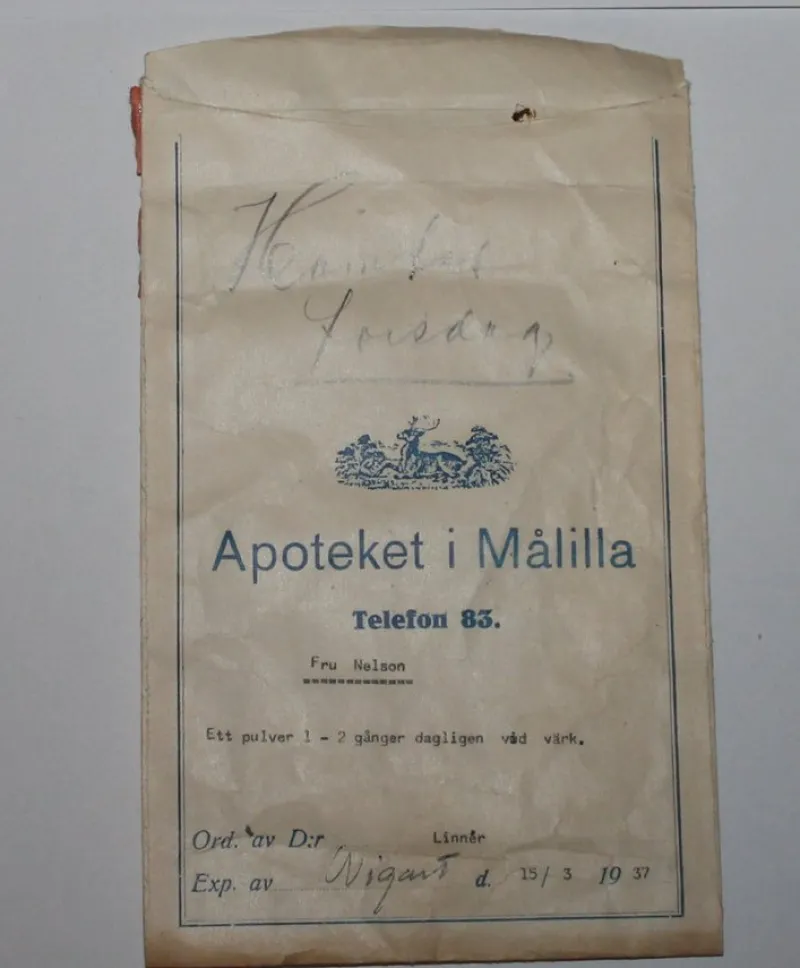 Apoteket i Målilla
Telefon 83.
Fru Nelson
Ett pulver 1 - 2 gånger dagligen vid värk.
Ord. av D:r Linnér
Exp. av d. 15/ 3 19 37